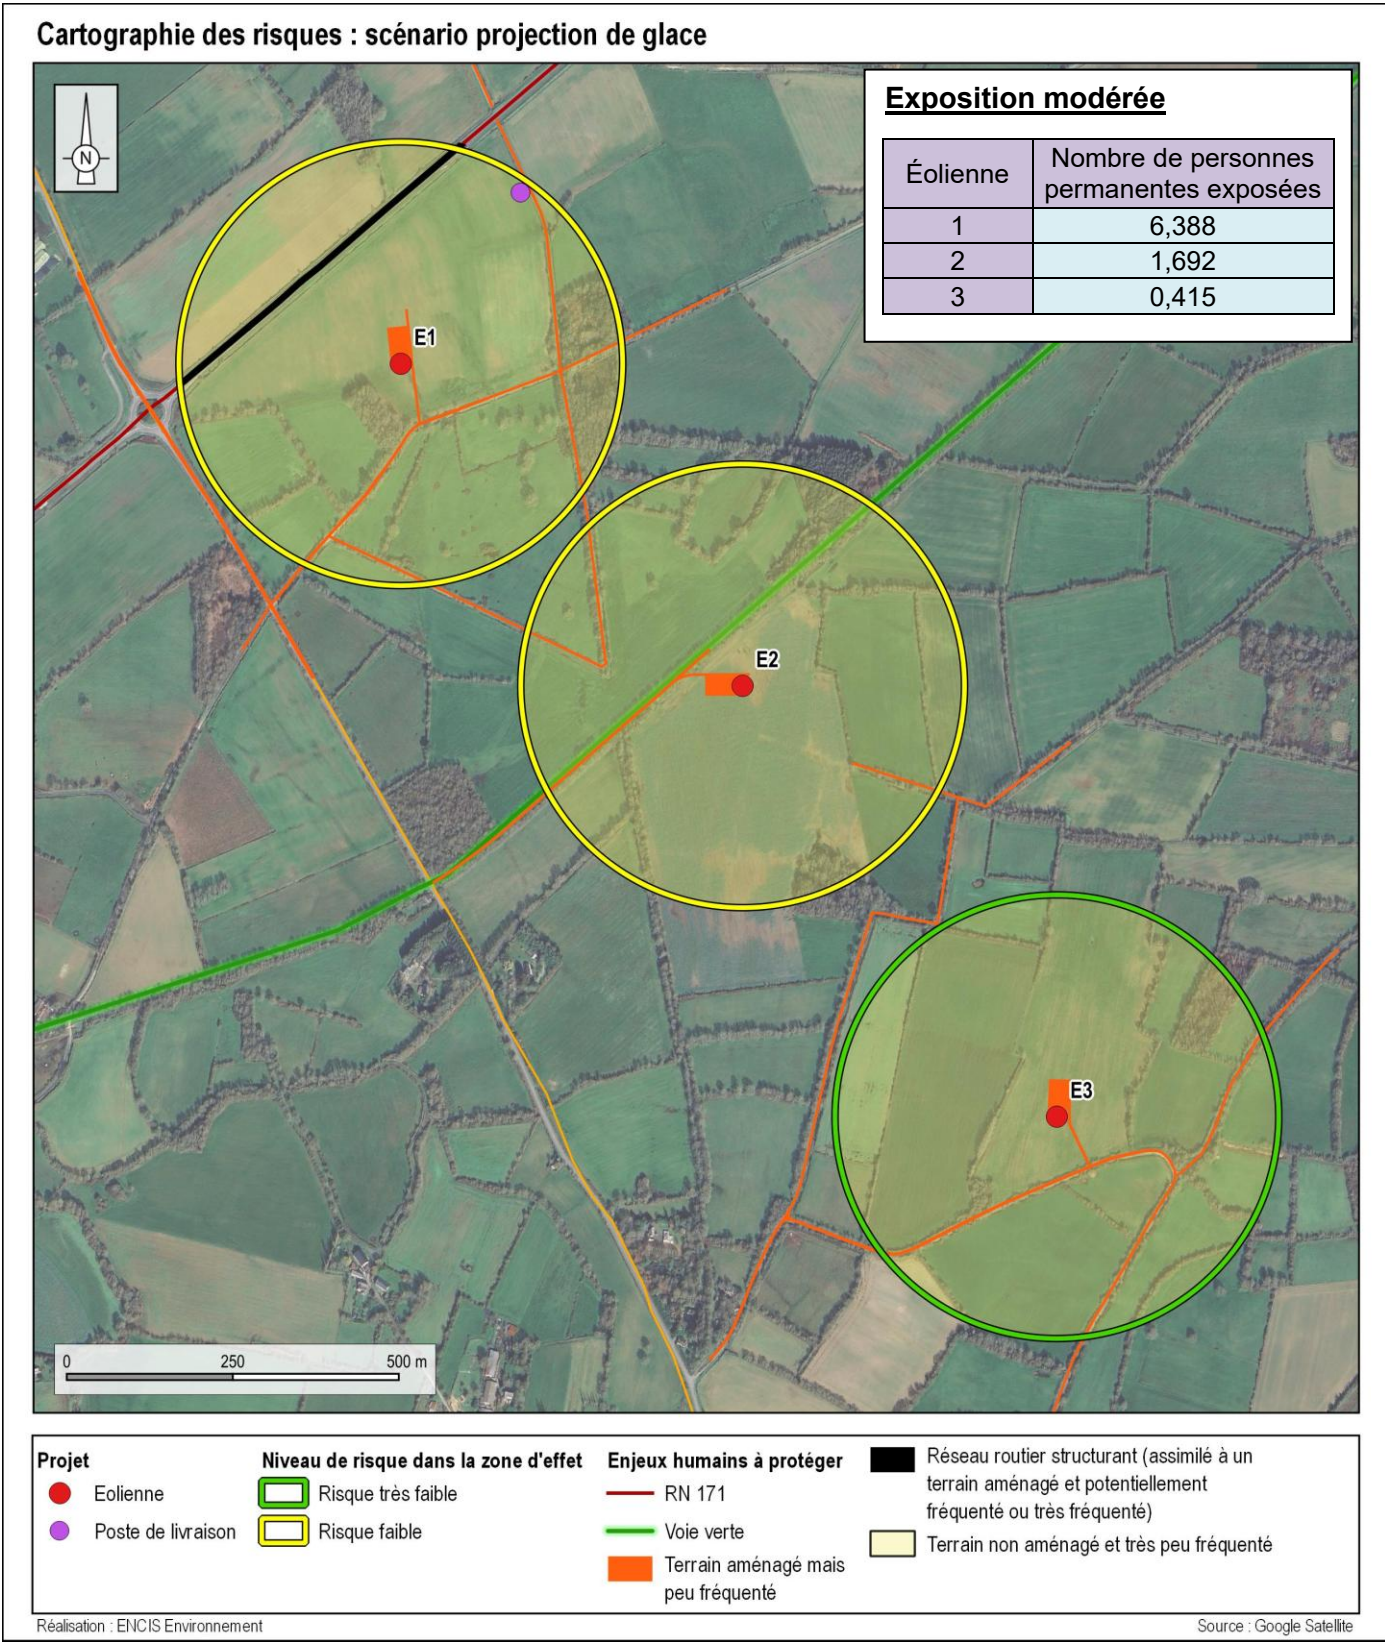 Cartographie des risques : scénario projection de glace
N
Exposition modérée
Éolienne
Nombre de personnes
permanentes exposées
1 6,388
2 1,692
3 0,415
E1
E2
E3
0 250 500 m
Projet
Eolienne
Poste de livraison
Niveau de risque dans la zone d'effet
Risque très faible
Risque faible
Enjeux humains à protéger
RN 171
Voie verte
Terrain aménagé mais
peu fréquenté
Réseau routier structurant (assimilé à un
terrain aménagé et potentiellement
fréquenté ou très fréquenté)
Terrain non aménagé et très peu fréquenté
Réalisation : ENCIS Environnement
Source : Google Satellite